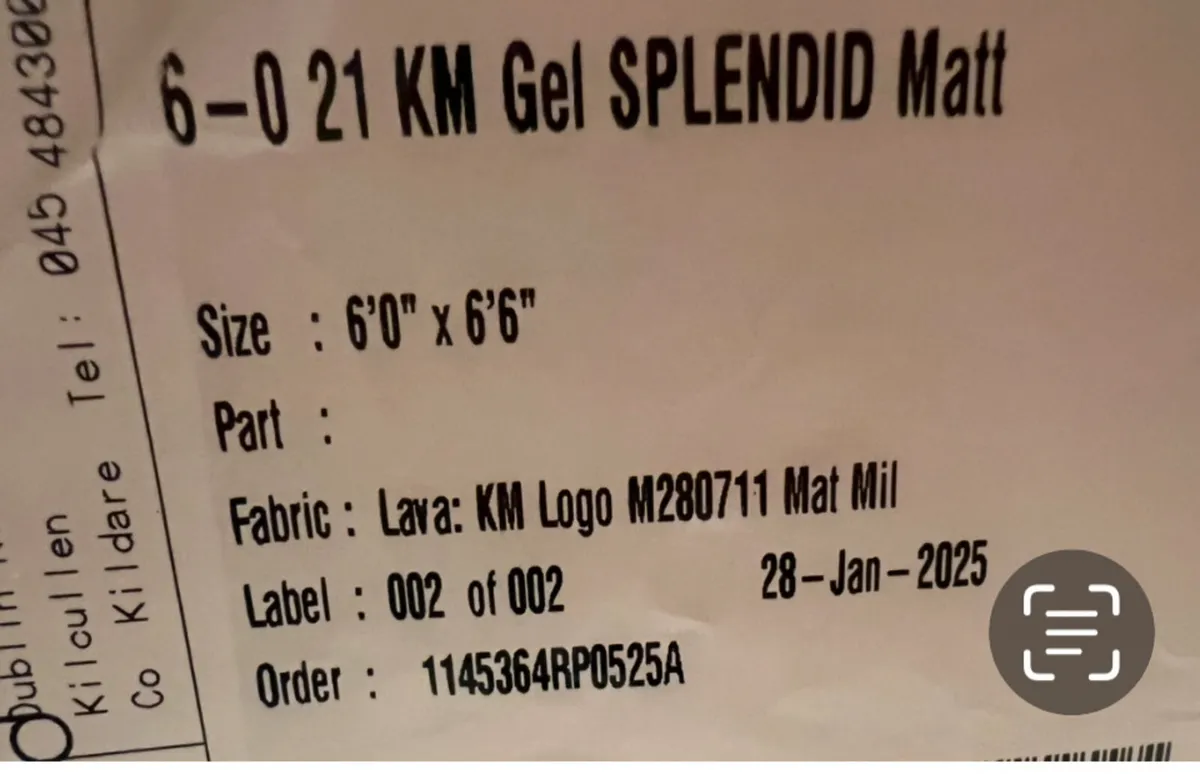 6-0 21 KM Gel SPLENDID Matt
Size : 6'0" x 6'6"
Part :
Fabric : Lava: KM Logo M280711 Mat Mil
Label : 002 of 002 28-Jan-2025
Order : 1145364RP0525A
Kilcullen
Co Kildare Tel: 045 484300